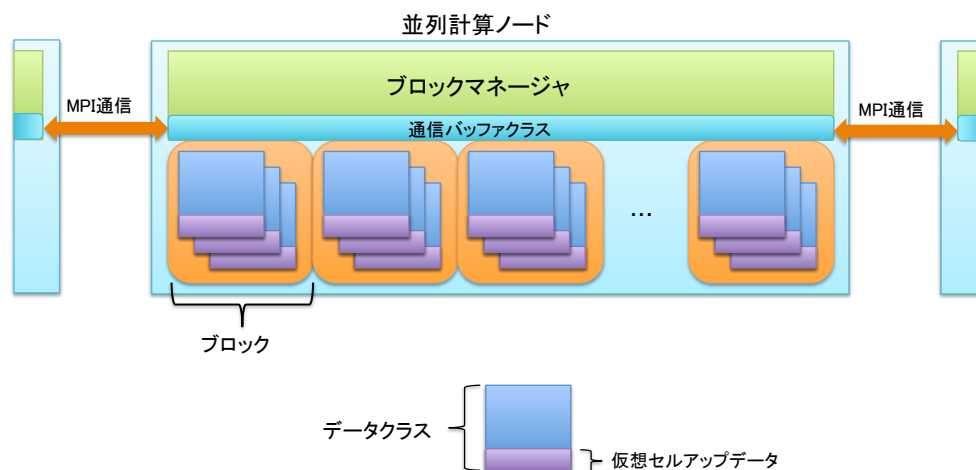 並列計算ノード
ブロックマネージャ
MPI通信
MPI通信
通信バッファクラス
...
ブロック
データクラス
仮想セルアップデータ